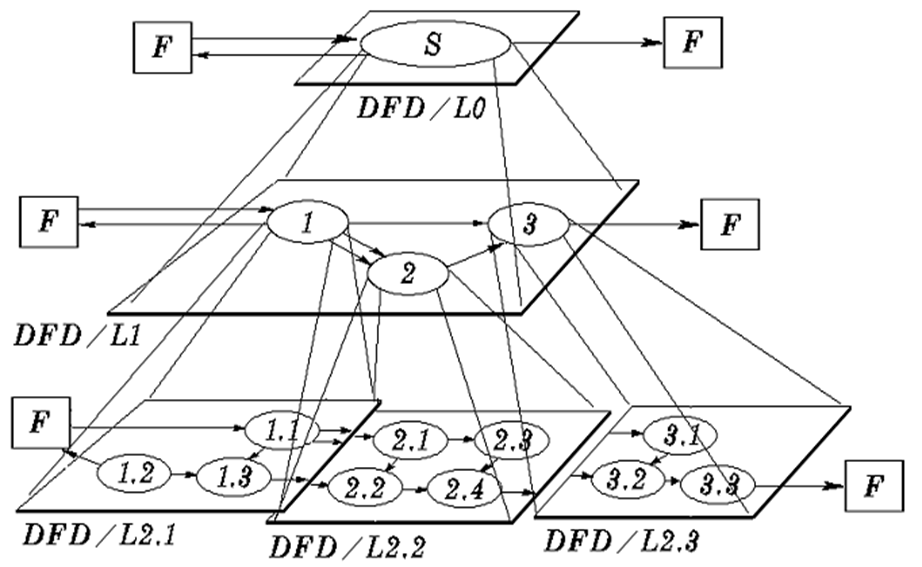 F
S
F
DFD/L0
F
1
3
F
2
DFD/L1
F
1.1
2.1
2.3
3.1
1.2
1.3
2.2
2.4
3.2
3.3
F
DFD/L2.1
DFD/L2.2
DFD/L2.3